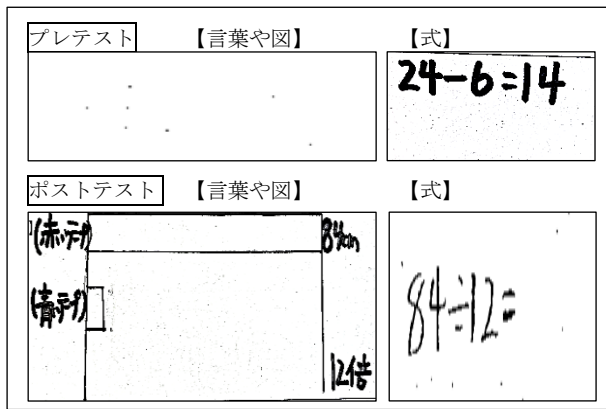 プレテスト 【言葉や図】 【式】
24-6=14
ポストテスト 【言葉や図】 【式】
(赤いテープ) 84cm
(青いテープ)
84÷12=
12倍